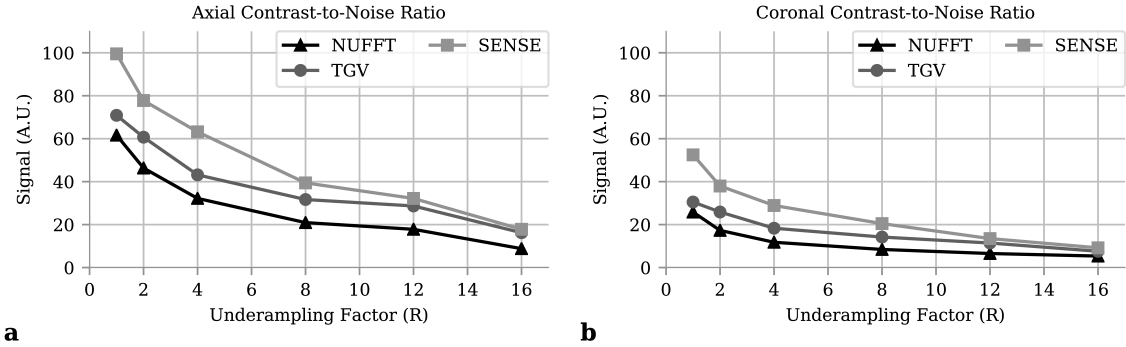 Axial Contrast-to-Noise Ratio
NUFFT SENSE
TGV
100
80
60
40
20
0
Signal (A.U.)
0 2 4 6 8 10 12 14 16
Underampling Factor (R)
a
Coronal Contrast-to-Noise Ratio
NUFFT SENSE
TGV
100
80
60
40
20
0
Signal (A.U.)
0 2 4 6 8 10 12 14 16
Underampling Factor (R)
b